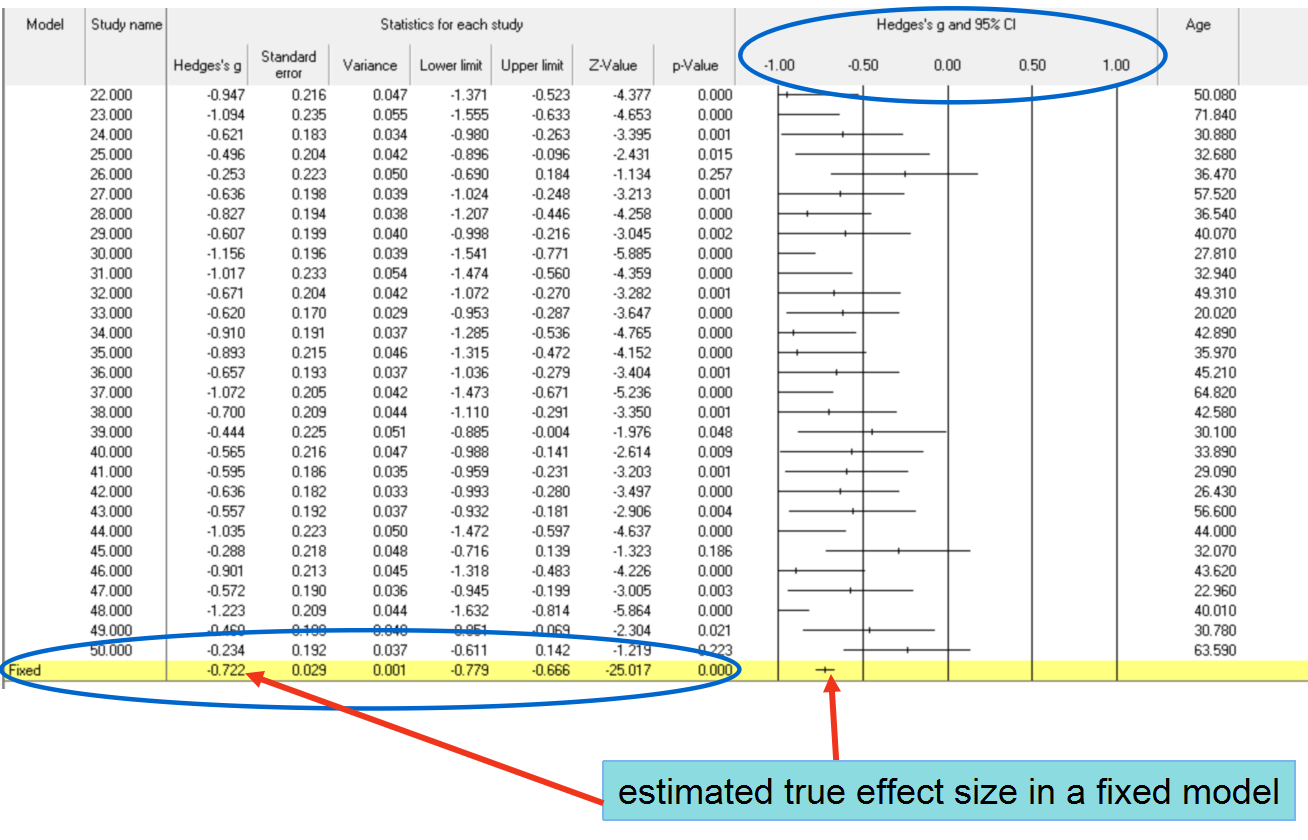 Model Study name Statistics for each study Hedges's g and 95% CI Age
Hedges's g Standard error Variance Lower limit Upper limit Z-Value p-Value -1.00 -0.50 0.00 0.50 1.00
22.000 -0.947 0.216 0.047 -1.371 -0.523 -4.377 0.000 50.080
23.000 -1.094 0.235 0.055 -1.555 -0.633 -4.653 0.000 71.840
24.000 -0.621 0.183 0.034 -0.980 -0.263 -3.395 0.001 30.880
25.000 -0.496 0.204 0.042 -0.896 -0.096 -2.431 0.015 32.680
26.000 -0.253 0.223 0.050 -0.690 0.184 -1.134 0.257 36.470
27.000 -0.636 0.198 0.039 -1.024 -0.248 -3.213 0.001 57.520
28.000 -0.827 0.194 0.038 -1.207 -0.446 -4.258 0.000 36.540
29.000 -0.607 0.199 0.040 -0.998 -0.216 -3.045 0.002 40.070
30.000 -1.156 0.196 0.039 -1.541 -0.771 -5.885 0.000 27.810
31.000 -1.017 0.233 0.054 -1.474 -0.560 -4.359 0.000 32.940
32.000 -0.671 0.204 0.042 -1.072 -0.270 -3.282 0.001 49.310
33.000 -0.620 0.170 0.029 -0.953 -0.287 -3.647 0.000 20.020
34.000 -0.910 0.191 0.037 -1.285 -0.536 -4.765 0.000 42.890
35.000 -0.893 0.215 0.046 -1.315 -0.472 -4.152 0.000 35.970
36.000 -0.657 0.193 0.037 -1.036 -0.279 -3.404 0.001 45.210
37.000 -1.072 0.205 0.042 -1.473 -0.671 -5.236 0.000 64.820
38.000 -0.700 0.209 0.044 -1.110 -0.291 -3.350 0.001 42.580
39.000 -0.444 0.225 0.051 -0.885 -0.004 -1.976 0.048 30.100
40.000 -0.565 0.216 0.047 -0.988 -0.141 -2.614 0.009 33.890
41.000 -0.595 0.186 0.035 -0.959 -0.231 -3.203 0.001 29.090
42.000 -0.636 0.182 0.033 -0.993 -0.280 -3.497 0.000 26.430
43.000 -0.557 0.192 0.037 -0.932 -0.181 -2.906 0.004 56.600
44.000 -1.035 0.223 0.050 -1.472 -0.597 -4.637 0.000 44.000
45.000 -0.288 0.218 0.048 -0.716 0.139 -1.323 0.186 32.070
46.000 -0.901 0.213 0.045 -1.318 -0.483 -4.226 0.000 43.620
47.000 -0.572 0.190 0.036 -0.945 -0.199 -3.005 0.003 22.960
48.000 -1.223 0.209 0.044 -1.632 -0.814 -5.864 0.000 40.010
49.000 -0.069 -2.304 0.021 30.780
50.000 -0.234 0.192 0.037 -0.611 0.142 -1.219 0.223 63.590
Fixed -0.722 0.029 0.001 -0.779 -0.666 -25.017 0.000
estimated true effect size in a fixed model